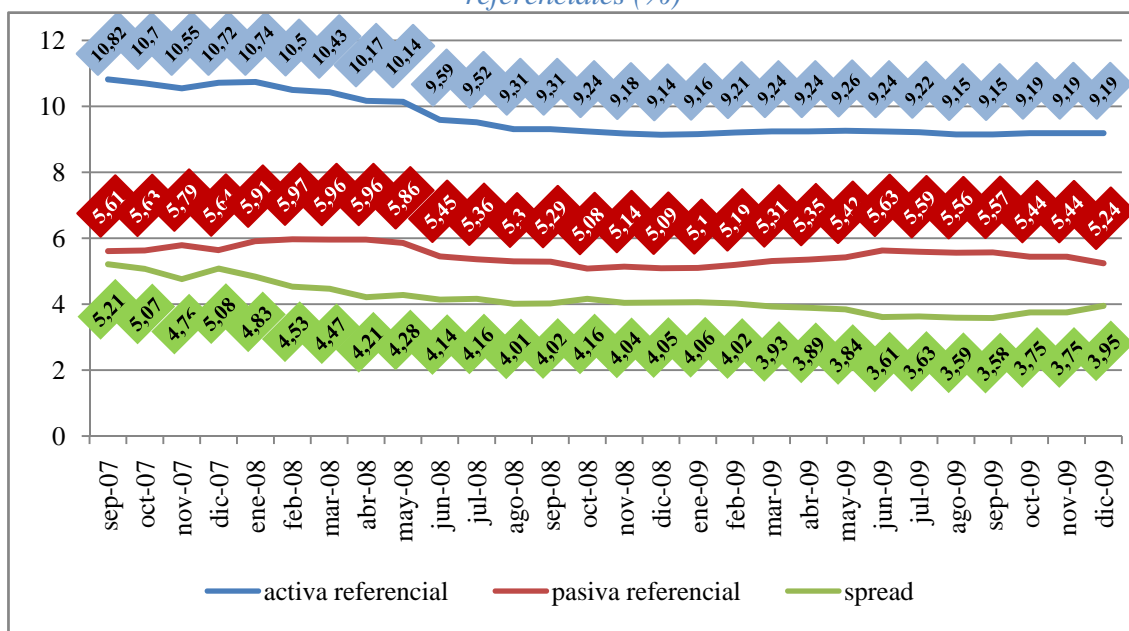 referenciales (%)
12
10
8
6
4
2
0
10,82 10,7 10,55 10,72 10,74 10,5 10,43 10,17 10,14 9,59 9,52 9,31 9,31 9,24 9,18 9,14 9,16 9,21 9,24 9,24 9,26 9,24 9,22 9,15 9,15 9,19 9,19 9,19
5,61 5,63 5,79 5,64 5,91 5,97 5,96 5,96 5,86 5,45 5,36 5,3 5,29 5,08 5,14 5,09 5,1 5,19 5,31 5,35 5,42 5,63 5,59 5,56 5,57 5,44 5,44 5,24
5,21 5,07 4,76 5,08 4,83 4,53 4,47 4,21 4,28 4,14 4,16 4,01 4,02 4,16 4,04 4,05 4,06 4,02 3,93 3,89 3,84 3,61 3,63 3,59 3,58 3,75 3,75 3,95
sep-07 oct-07 nov-07 dic-07 ene-08 feb-08 mar-08 abr-08 may-08 jun-08 jul-08 ago-08 sep-08 oct-08 nov-08 dic-08 ene-09 feb-09 mar-09 abr-09 may-09 jun-09 jul-09 ago-09 sep-09 oct-09 nov-09 dic-09
activa referencial pasiva referencial spread